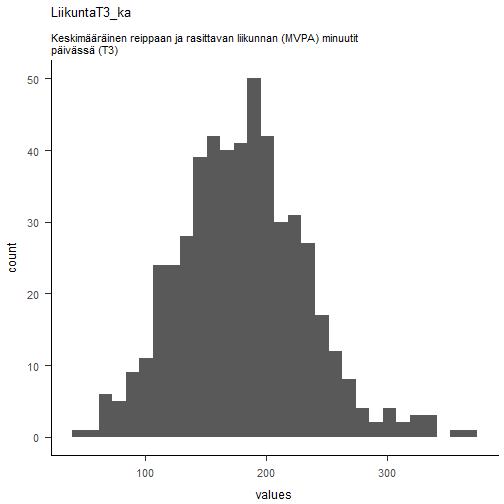 LiikuntaT3_ka
Keskimääräinen reippaan ja rasittavan liikunnan (MVPA) minuutit
päivässä (T3)
50
40
30
20
10
0
count
100 200 300
values